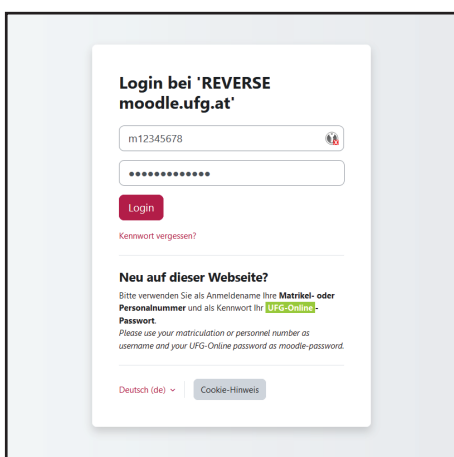 Login bei 'REVERSE
moodle.ufg.at'
m12345678
•••••••••••••
Login
Kennwort vergessen?
Neu auf dieser Webseite?
Bitte verwenden Sie als Anmeldename Ihre Matrikel- oder
Personalnummer und als Kennwort Ihr UFG-Online -
Passwort.
Please use your matriculation or personnel number as
username and your UFG-Online password as moodle-password.
Deutsch (de)
Cookie-Hinweis